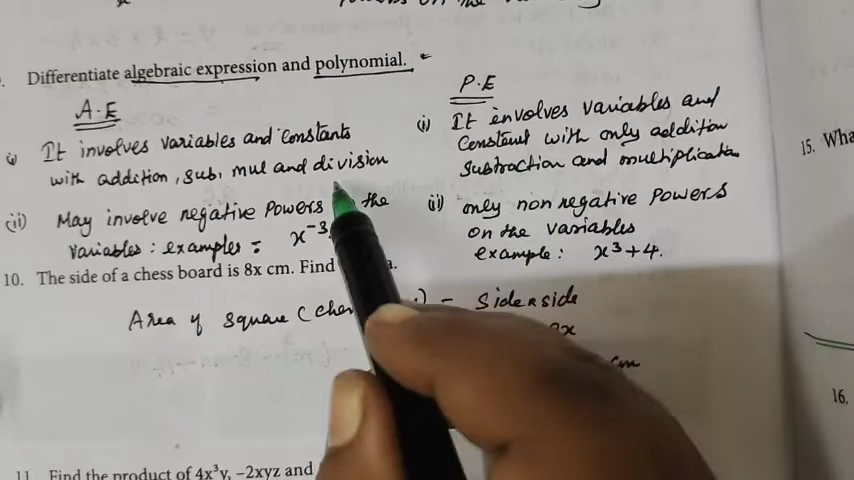 Differentiate algebraic expression and polynomial.
A.E
i) It involves variables and constants
with addition, sub, mul and division
(ii) May involve negative Powers the
variables : examples : x⁻³
P.E
(i) It involves variables and
Constant with only addition
Subtraction and multiplication
(ii) only non negative Powers
on the variables
example : x³+4.
10. The side of a chess board is 8x cm. Find
Area of square (che = Side x side
cm
11. Find the product of 4x³y, −2xyz and
15. Wha
16.